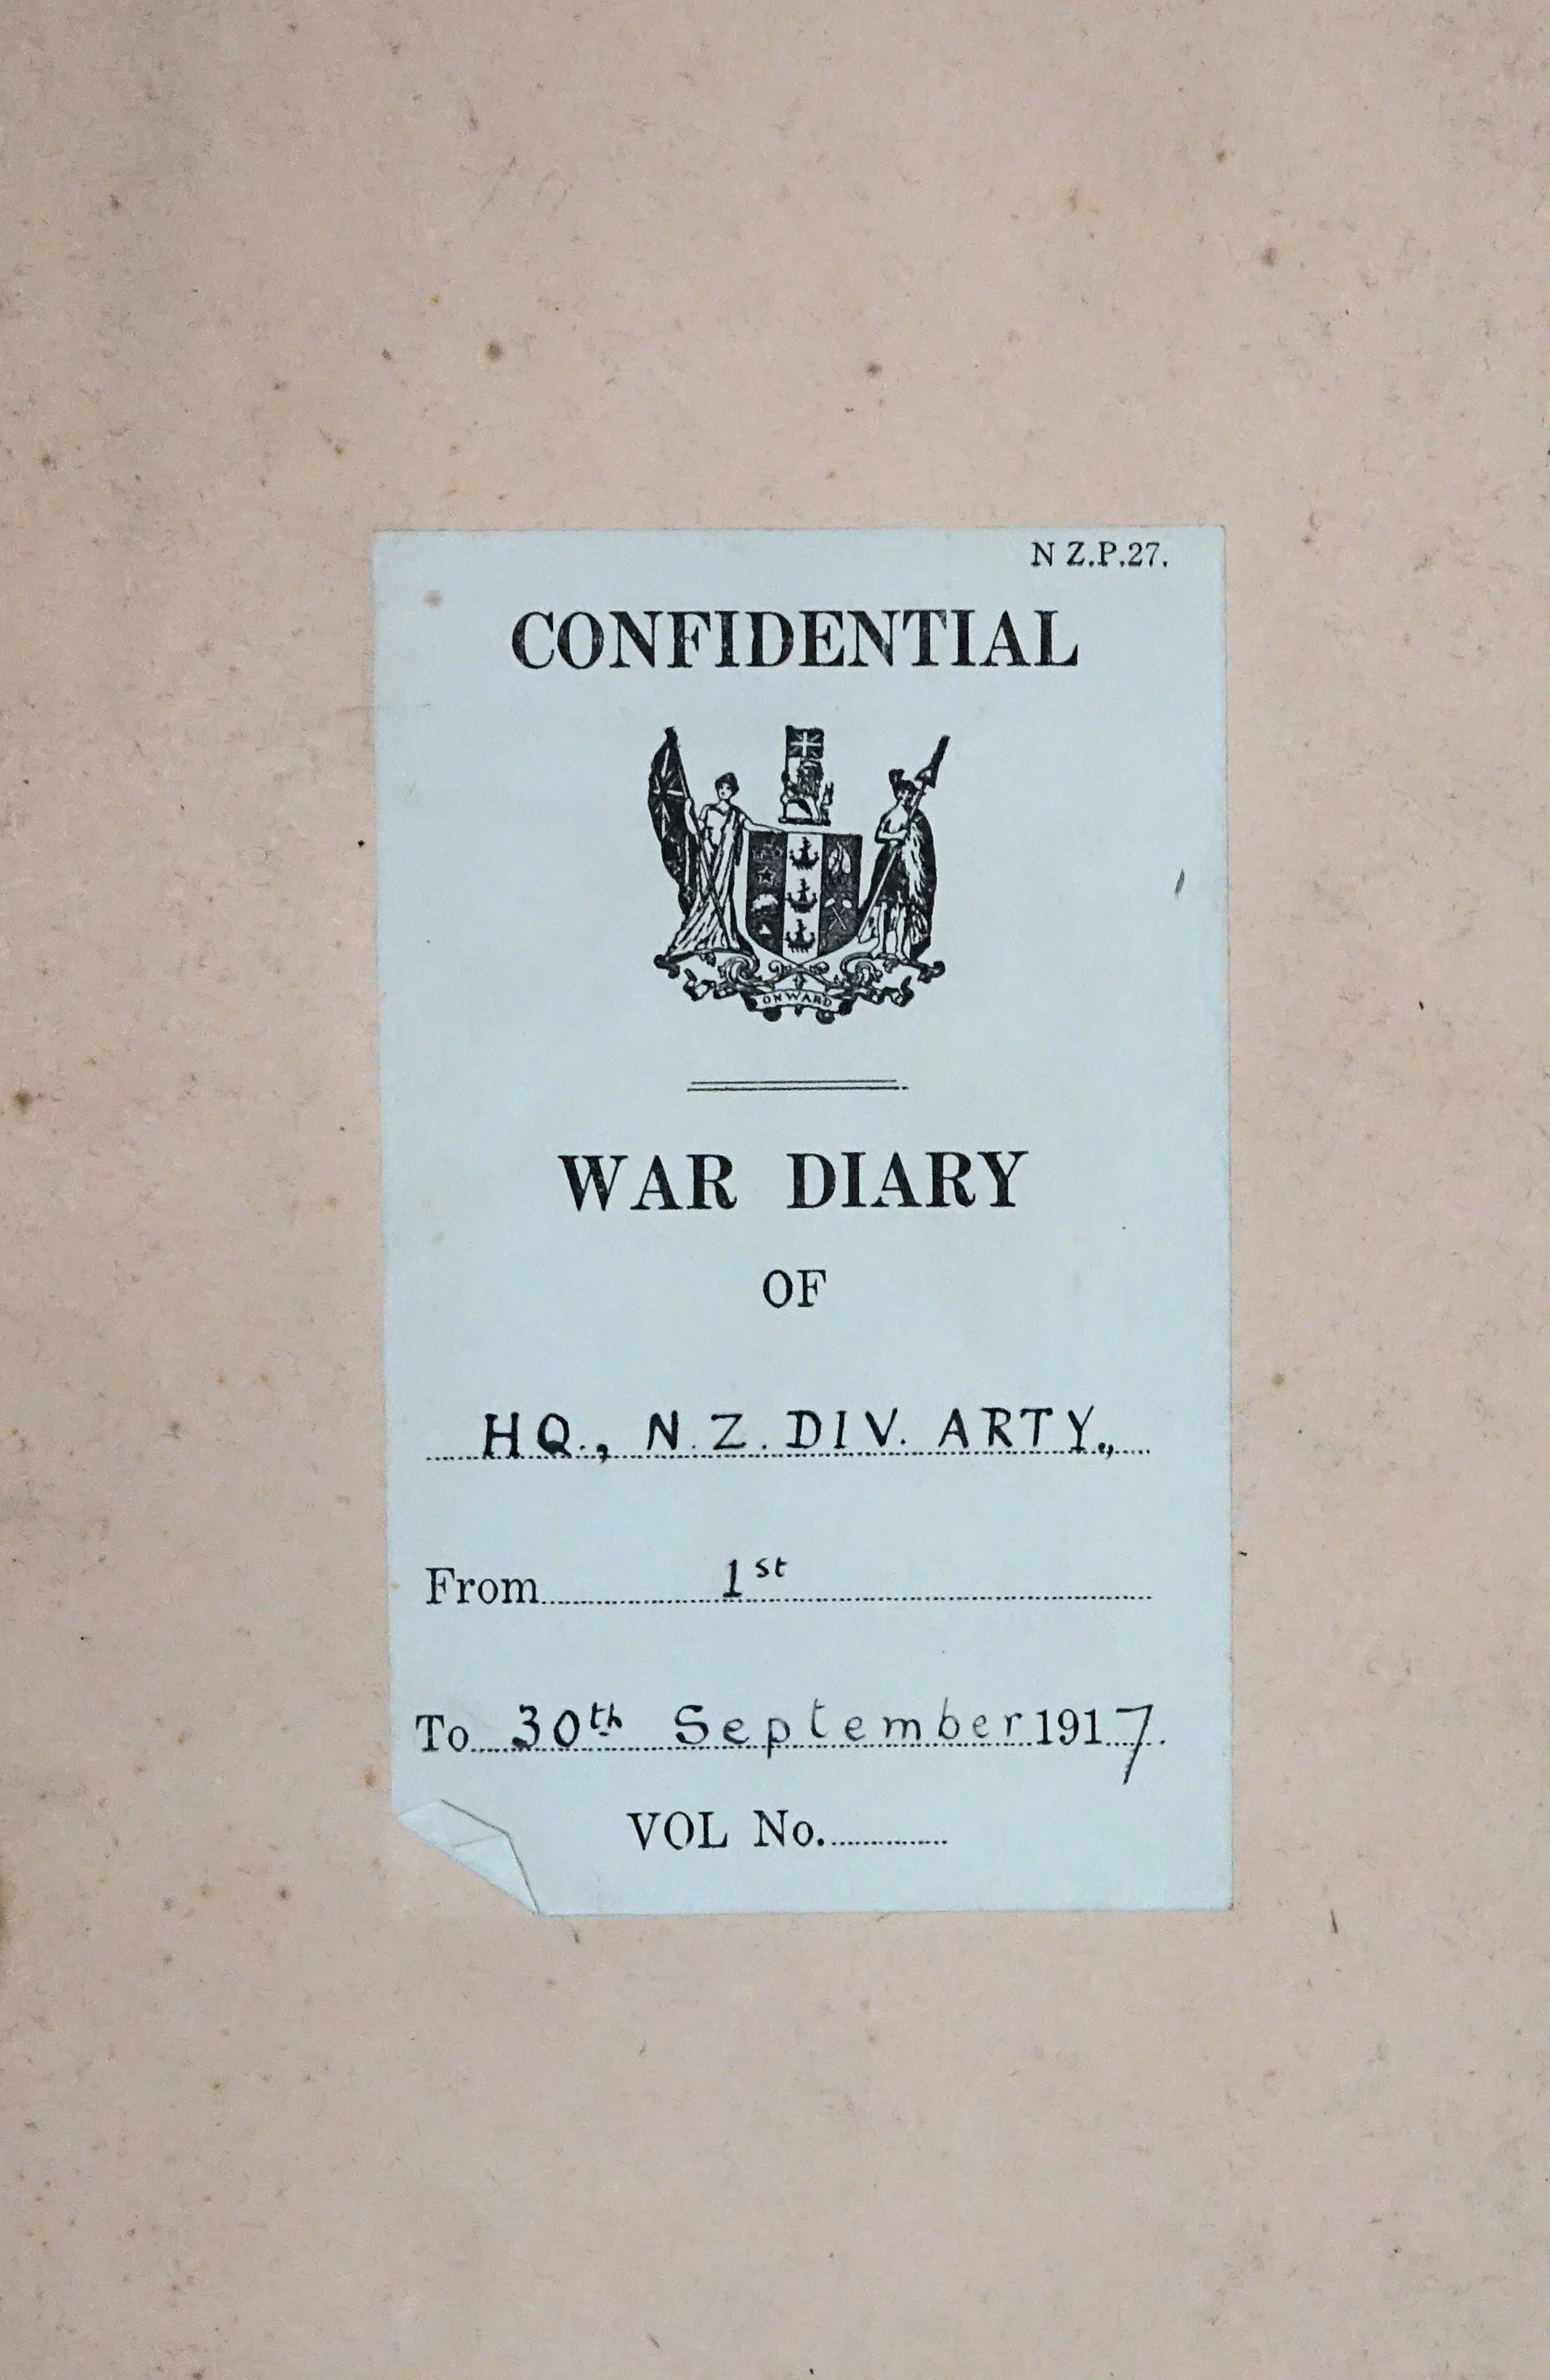 N Z.P.27.
CONFIDENTIAL
ONWARD
WAR DIARY
OF
HQ., N.Z. DIV. ARTY.,
From 1st
To 30th September 1917.
VOL No.